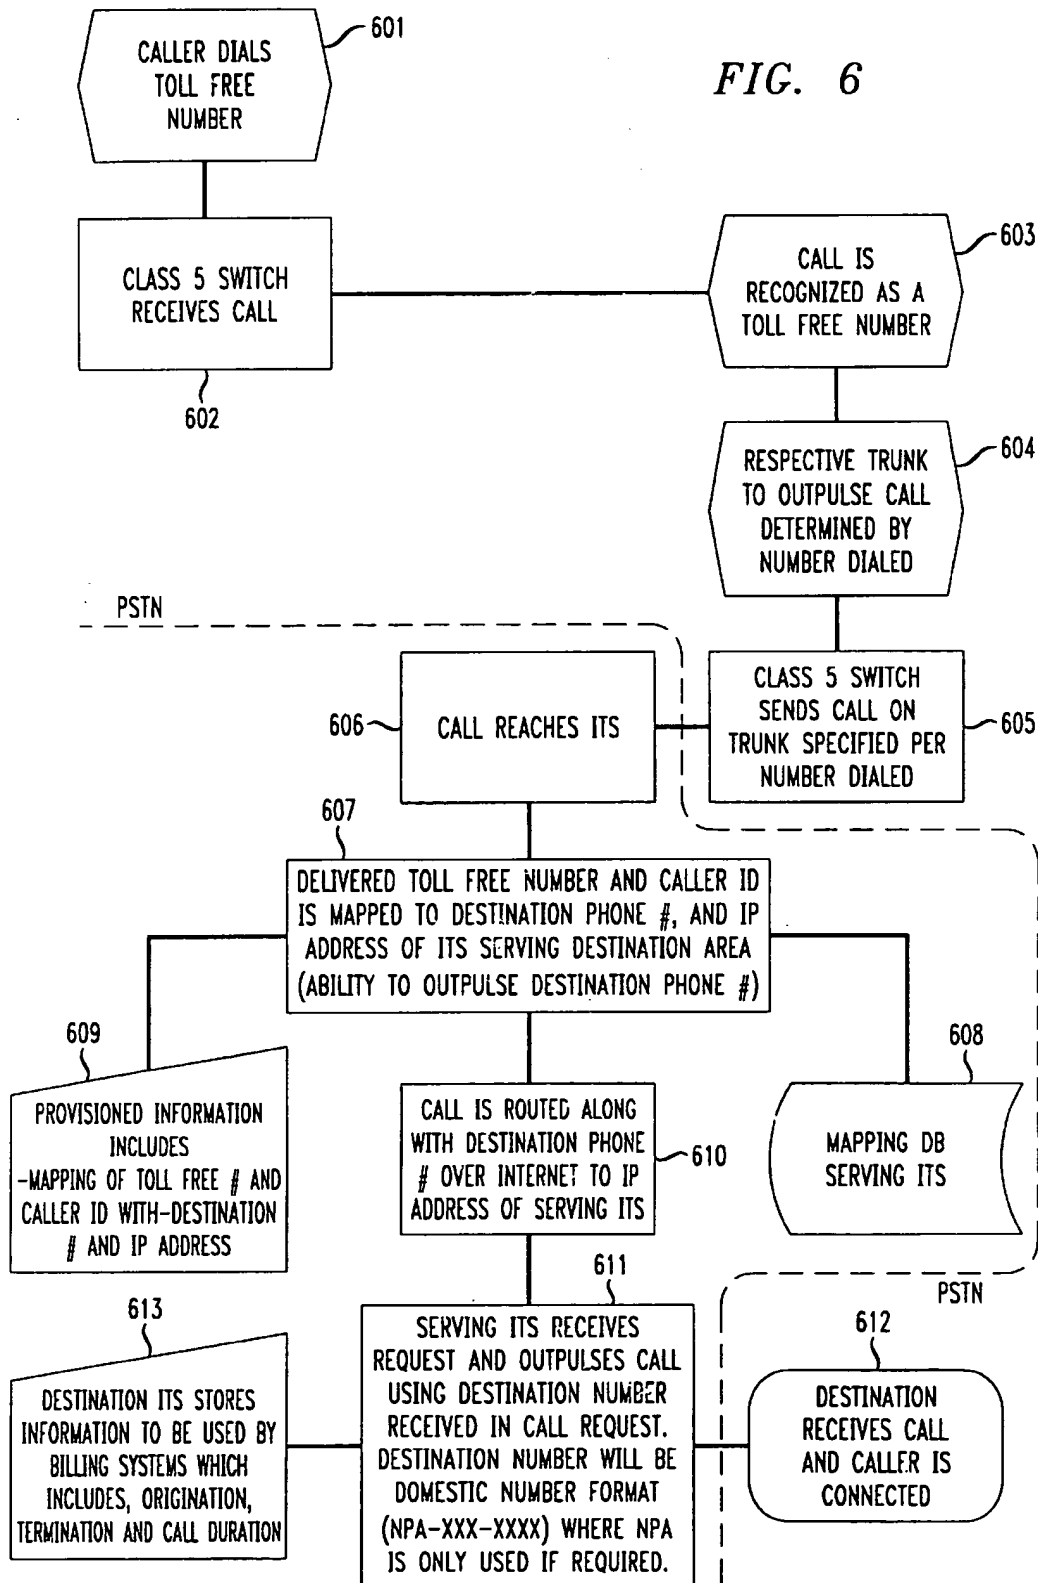 601
CALLER DIALS
TOLL FREE
NUMBER
FIG. 6
CLASS 5 SWITCH
RECEIVES CALL
602
603
CALL IS
RECOGNIZED AS A
TOLL FREE NUMBER
604
RESPECTIVE TRUNK
TO OUTPULSE CALL
DETERMINED BY
NUMBER DIALED
PSTN
606
CALL REACHES ITS
CLASS 5 SWITCH
SENDS CALL ON
TRUNK SPECIFIED PER
NUMBER DIALED
605
607
DELIVERED TOLL FREE NUMBER AND CALLER ID
IS MAPPED TO DESTINATION PHONE #, AND IP
ADDRESS OF ITS SERVING DESTINATION AREA
(ABILITY TO OUTPULSE DESTINATION PHONE #)
609
PROVISIONED INFORMATION
INCLUDES
-MAPPING OF TOLL FREE # AND
CALLER ID WITH-DESTINATION
# AND IP ADDRESS
CALL IS ROUTED ALONG
WITH DESTINATION PHONE
# OVER INTERNET TO IP
ADDRESS OF SERVING ITS
610
608
MAPPING DB
SERVING ITS
PSTN
613
DESTINATION ITS STORES
INFORMATION TO BE USED BY
BILLING SYSTEMS WHICH
INCLUDES, ORIGINATION,
TERMINATION AND CALL DURATION
611
SERVING ITS RECEIVES
REQUEST AND OUTPULSES CALL
USING DESTINATION NUMBER
RECEIVED IN CALL REQUEST.
DESTINATION NUMBER WILL BE
DOMESTIC NUMBER FORMAT
(NPA-XXX-XXXX) WHERE NPA
IS ONLY USED IF REQUIRED.
612
DESTINATION
RECEIVES CALL
AND CALLER IS
CONNECTED